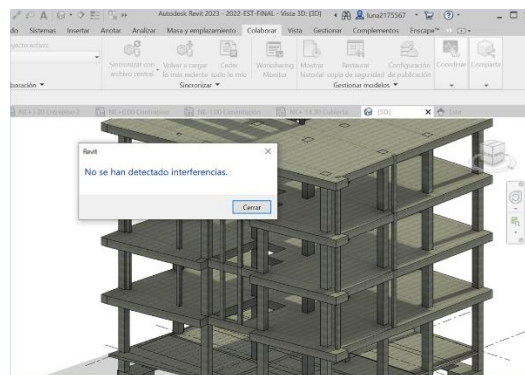 Autodesk Revit 2023 - 2022-EST-FINAL - Vista 3D: {3D}
luna2175567
do Sistemas Insertar Anotar Analizar Masa y emplazamiento Colaborar Vista Gestionar Complementos Enscape™
Sincronizar con Volver a cargar Ceder Worksharing Mostrar Restaurar Configuración Coordinar Compartir
archivo central lo más reciente todo lo mío Monitor historial copia de seguridad de publicación
boración Sincronizar Gestionar modelos
{3D}
Revit
No se han detectado interferencias.
Cerrar